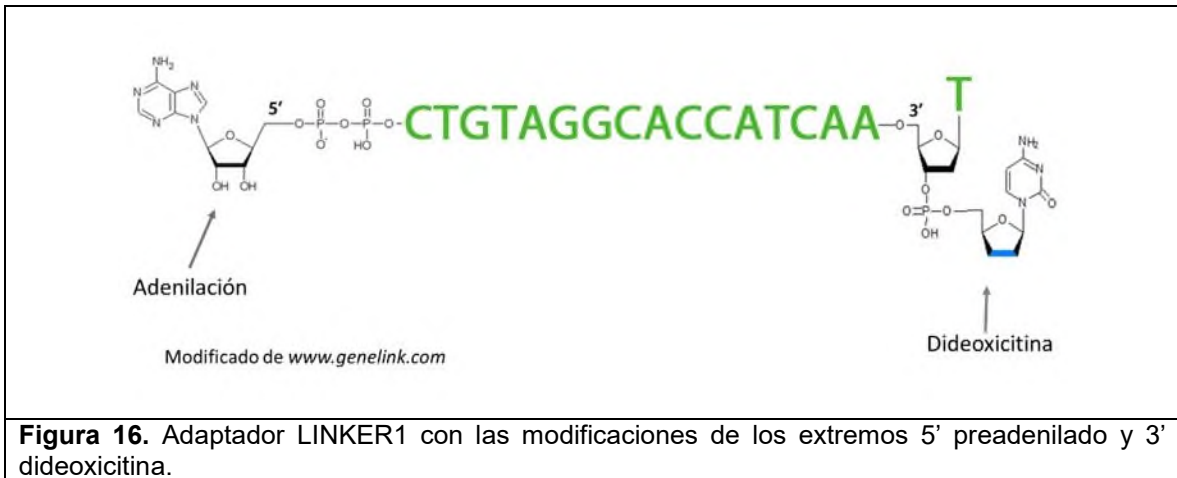 NH₂
N
N
N
N
O
OH OH
5'
O
O
P
O⁻
O
O
P
HO
O
CTGTAGGCACCATCAA
O
3'
T
O
O
O=P
O
OH
NH₂
N
N
O
O
Adenilación
Dideoxicitina
Modificado de www.genelink.com
Figura 16. Adaptador LINKER1 con las modificaciones de los extremos 5' preadenilado y 3'
dideoxicitina.